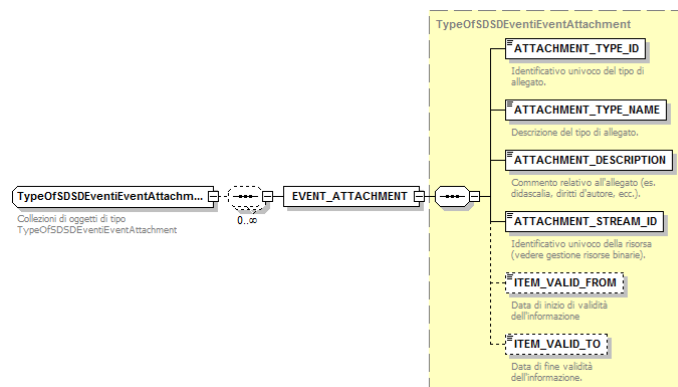 TypeOfSDSDEventiEventAttachment
ATTACHMENT_TYPE_ID
Identificativo univoco del tipo di
allegato.
ATTACHMENT_TYPE_NAME
Descrizione del tipo di allegato.
ATTACHMENT_DESCRIPTION
Commento relativo all'allegato (es.
didascalia, diritti d'autore, ecc.).
TypeOfSDSDEventiEventAttachm...
EVENT_ATTACHMENT
0..∞
Collezioni di oggetti di tipo
TypeOfSDSDEventiEventAttachment
ATTACHMENT_STREAM_ID
Identificativo univoco della risorsa
(vedere gestione risorse binarie).
ITEM_VALID_FROM
Data di inizio di validità
dell'informazione
ITEM_VALID_TO
Data di fine validità
dell'informazione.